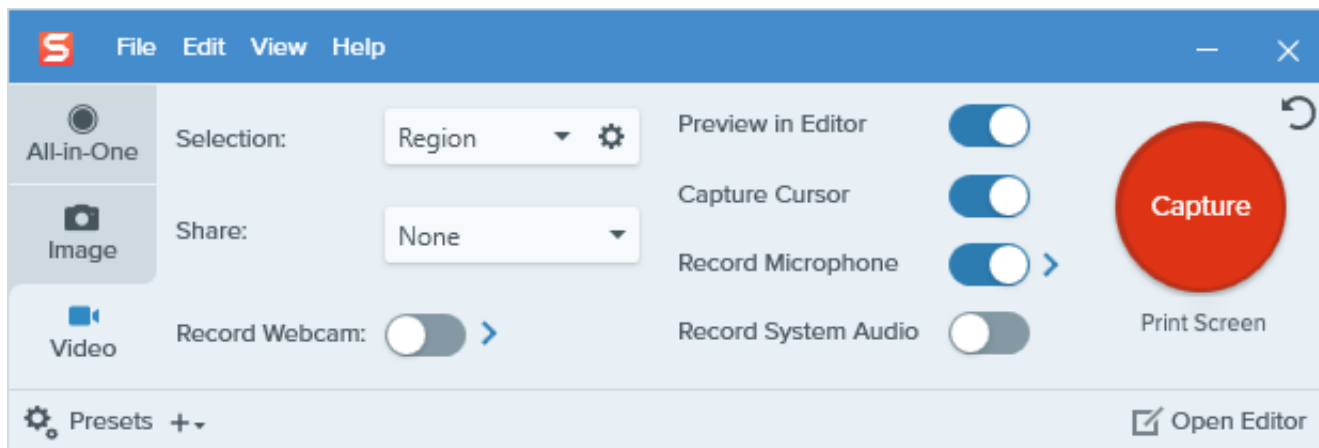 S File Edit View Help
All-in-One
Image
Video
Selection: Region
Share: None
Record Webcam:
Preview in Editor
Capture Cursor
Record Microphone
Record System Audio
Capture
Print Screen
Presets
Open Editor